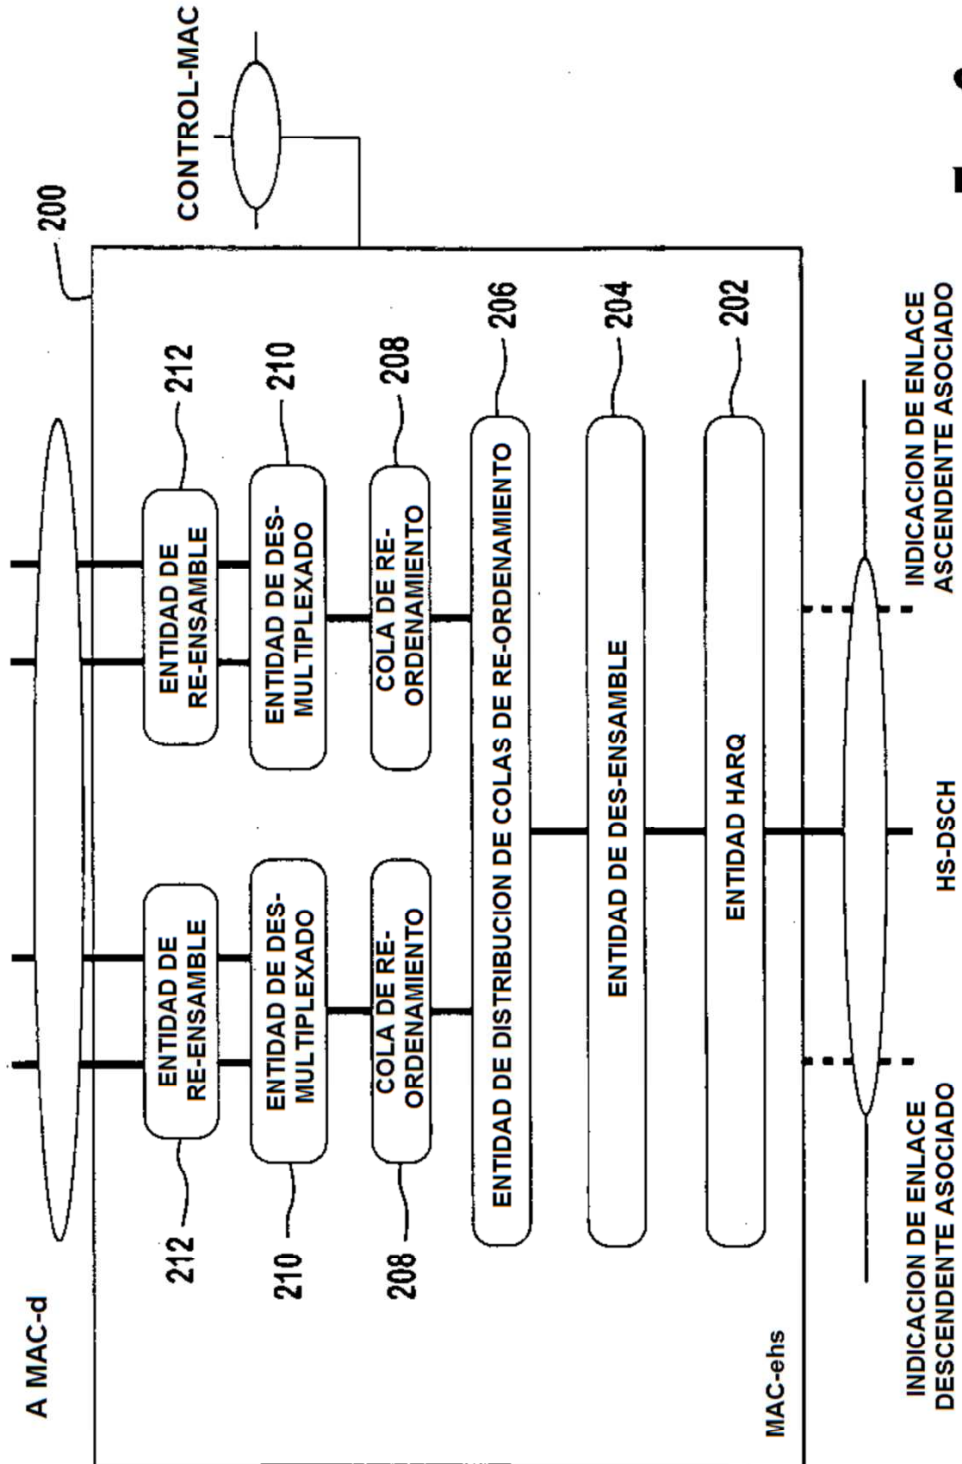 A MAC-d
200
CONTROL-MAC
212
ENTIDAD DE
RE-ENSAMBLE
ENTIDAD DE
RE-ENSAMBLE
212
210
ENTIDAD DE DES-
MULTIPLEXADO
ENTIDAD DE DES-
MULTIPLEXADO
210
208
COLA DE RE-
ORDENAMIENTO
COLA DE RE-
ORDENAMIENTO
208
ENTIDAD DE DISTRIBUCION DE COLAS DE RE-ORDENAMIENTO
206
ENTIDAD DE DES-ENSAMBLE
204
ENTIDAD HARQ
202
MAC-ehs
INDICACION DE ENLACE
DESCENDENTE ASOCIADO
HS-DSCH
INDICACION DE ENLACE
ASCENDENTE ASOCIADO